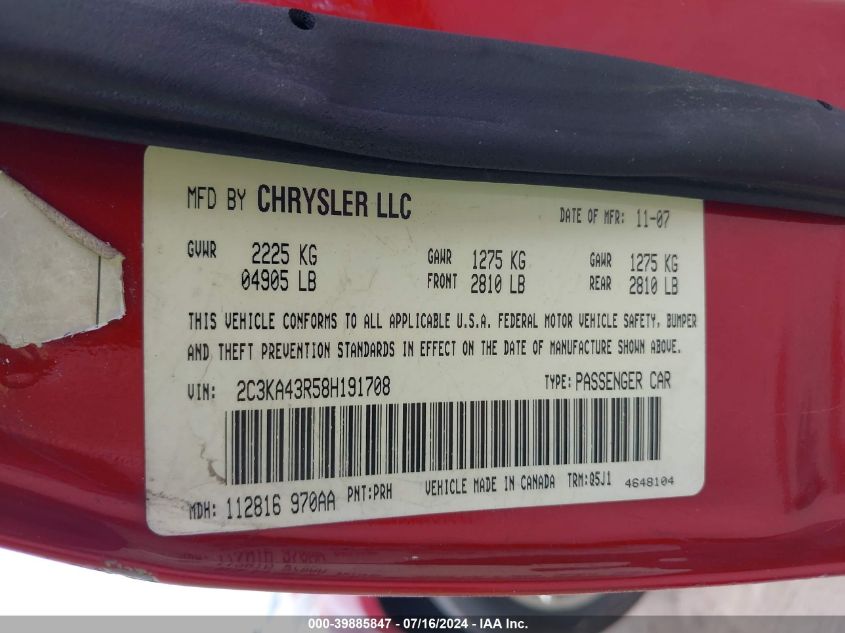 MFD BY CHRYSLER LLC DATE OF MFR: 11-07
GVWR 2225 KG GAWR 1275 KG GAWR 1275 KG
04905 LB FRONT 2810 LB REAR 2810 LB
THIS VEHICLE CONFORMS TO ALL APPLICABLE U.S.A. FEDERAL MOTOR VEHICLE SAFETY, BUMPER
AND THEFT PREVENTION STANDARDS IN EFFECT ON THE DATE OF MANUFACTURE SHOWN ABOVE.
VIN: 2C3KA43R58H191708 TYPE: PASSENGER CAR
MDH: 112816 970AA PNT:PRH VEHICLE MADE IN CANADA TRM:Q5J1 4648104
000-39885847 - 07/16/2024 - IAA Inc.